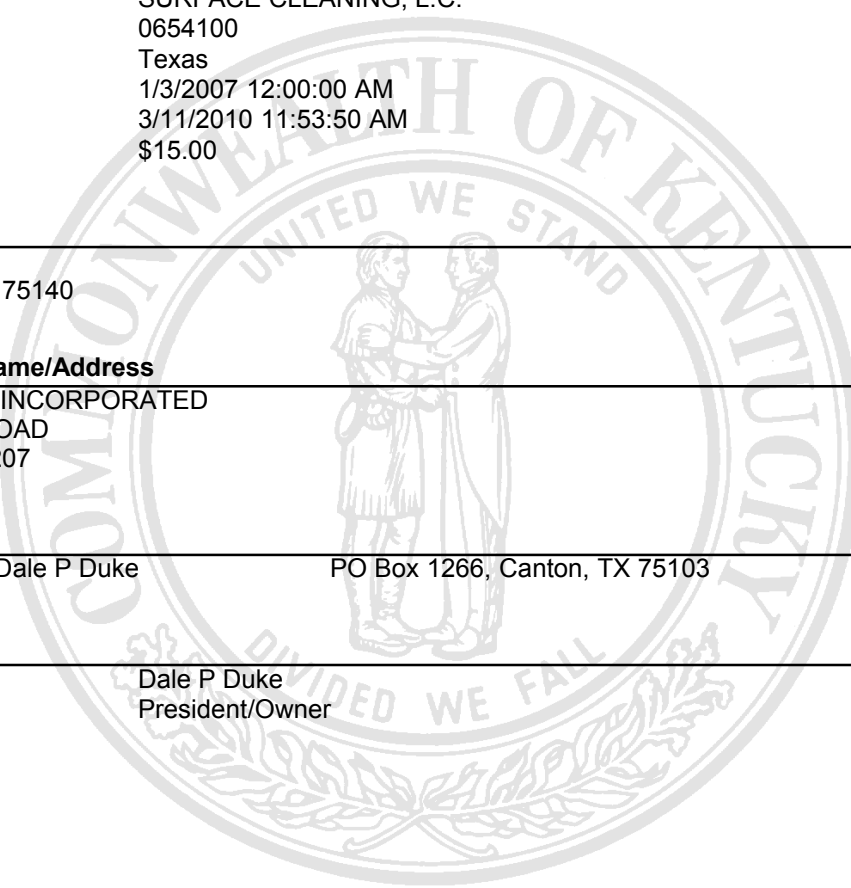 SURFACE CLEANING, L.C.
0654100
Texas
1/3/2007 12:00:00 AM
3/11/2010 11:53:50 AM
$15.00
COMMONWEALTH OF KENTUCKY
UNITED WE STAND
75140
ame/Address
INCORPORATED
OAD
207
Dale P Duke PO Box 1266, Canton, TX 75103
Dale P Duke
President/Owner
DIVIDED WE FALL